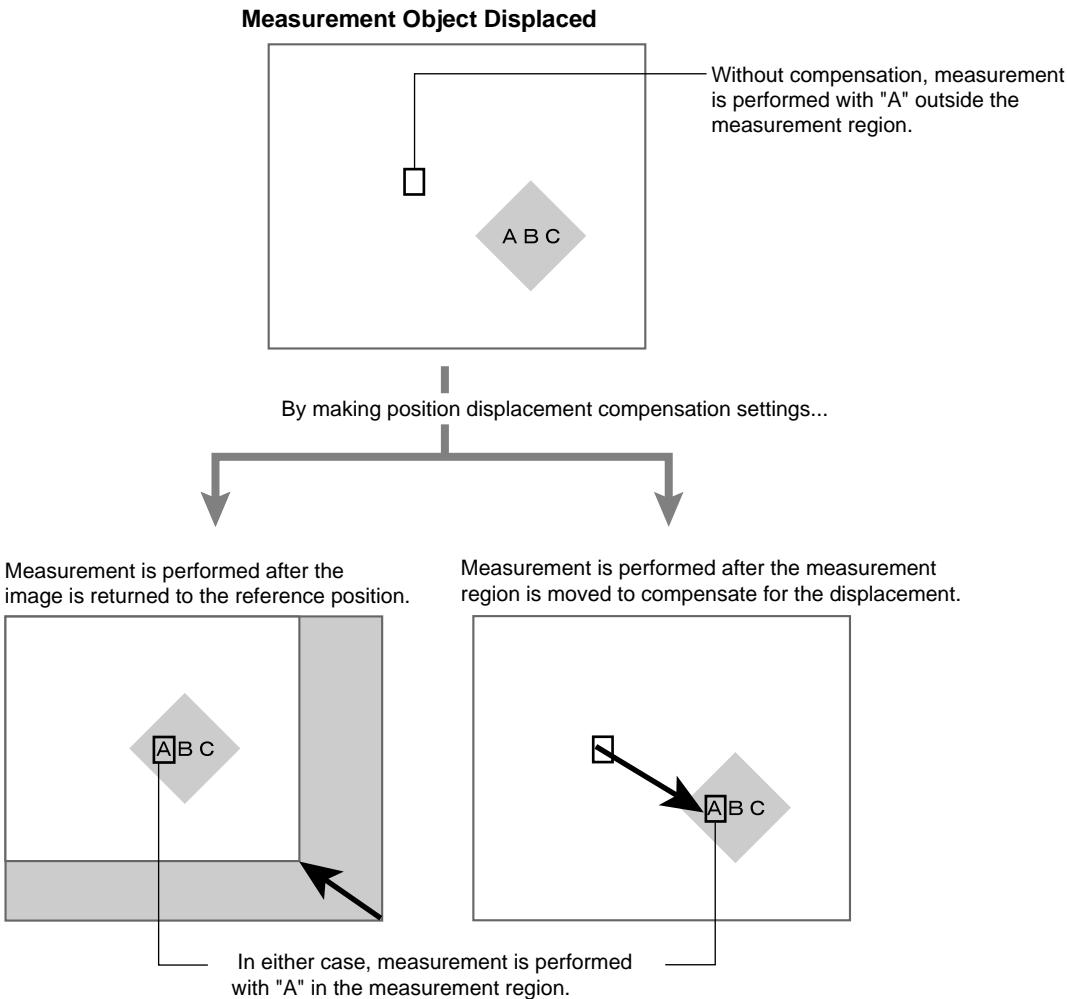 Measurement Object Displaced
Without compensation, measurement
is performed with "A" outside the
measurement region.
A B C
By making position displacement compensation settings...
Measurement is performed after the
image is returned to the reference position.
Measurement is performed after the measurement
region is moved to compensate for the displacement.
A B C
A B C
In either case, measurement is performed
with "A" in the measurement region.